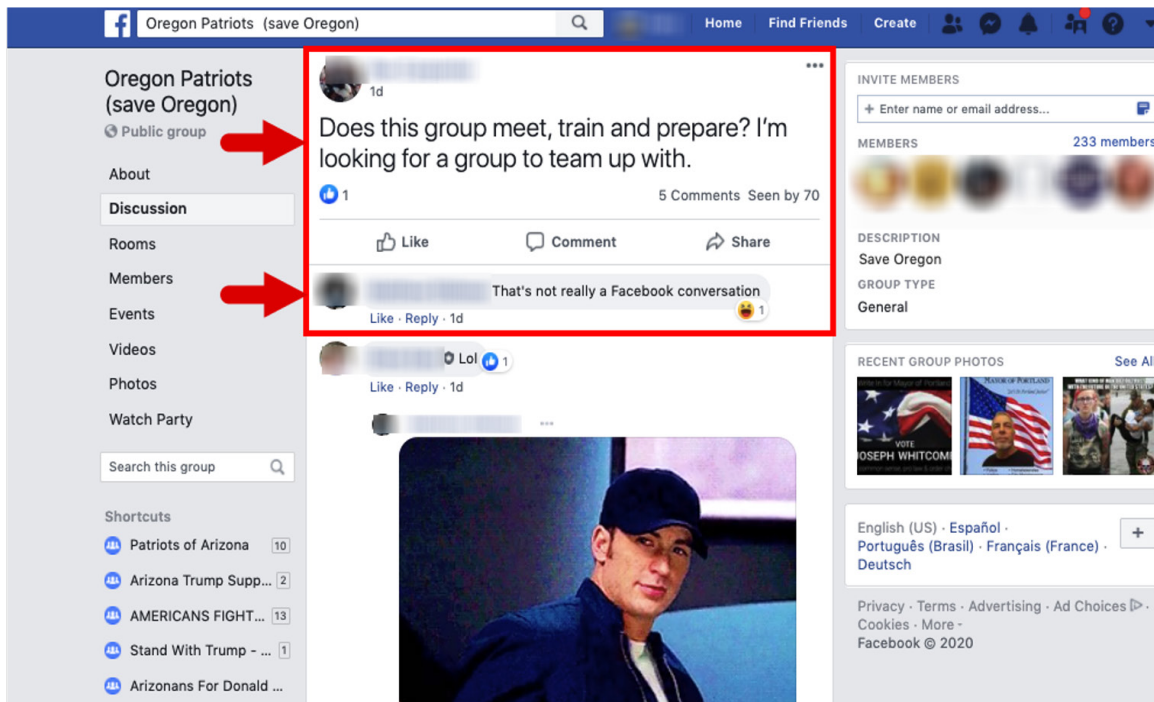 Oregon Patriots (save Oregon)
Home
Find Friends
Create
Oregon Patriots
(save Oregon)
Public group
About
Discussion
Rooms
Members
Events
Videos
Photos
Watch Party
Search this group
Shortcuts
Patriots of Arizona 10
Arizona Trump Supp... 2
AMERICANS FIGHT... 13
Stand With Trump - ... 1
Arizonans For Donald ...
1d
Does this group meet, train and prepare? I'm
looking for a group to team up with.
1
5 Comments Seen by 70
Like
Comment
Share
That's not really a Facebook conversation
1
Like · Reply · 1d
Lol
1
Like · Reply · 1d
INVITE MEMBERS
+ Enter name or email address...
MEMBERS
233 members
DESCRIPTION
Save Oregon
GROUP TYPE
General
RECENT GROUP PHOTOS
See All
VOTE
JOSEPH WHITCOMB
MAYOR OF PORTLAND
English (US) · Español ·
Português (Brasil) · Français (France) ·
Deutsch
+
Privacy · Terms · Advertising · Ad Choices ·
Cookies · More
Facebook © 2020